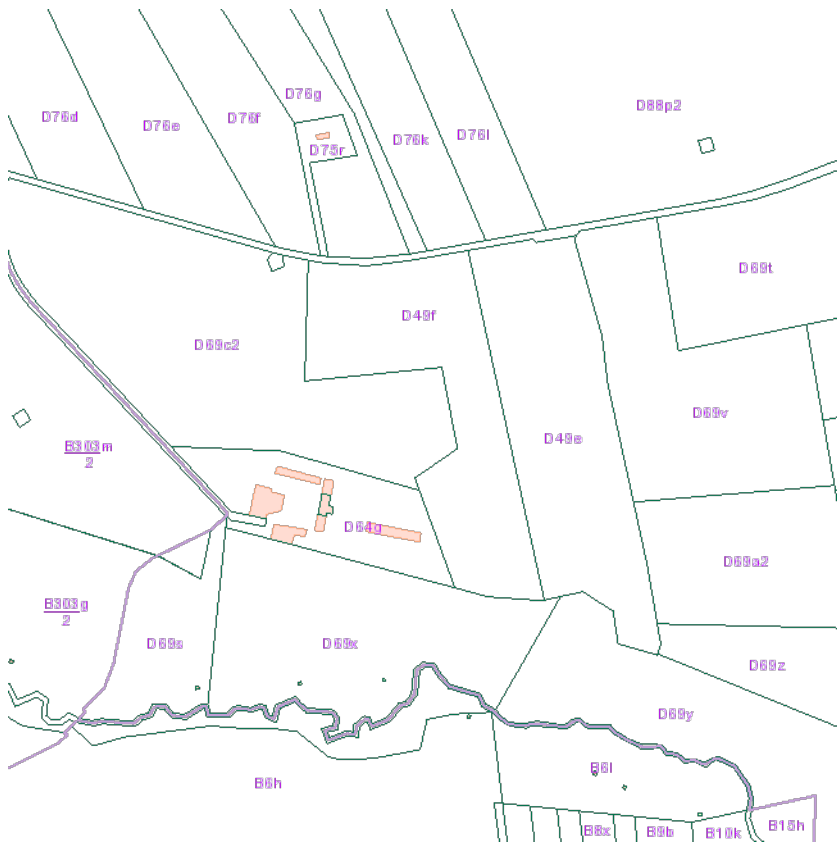 D76g
D88p2
D76d
D76e
D76f
D76k
D76l
D75r
D69t
D49f
D69c2
D69v
D49e
B303m
2
D64g
D69a2
B303g
2
D69s
D69x
D69z
D69y
B6l
B6h
B8x
B9b
B10k
B15h